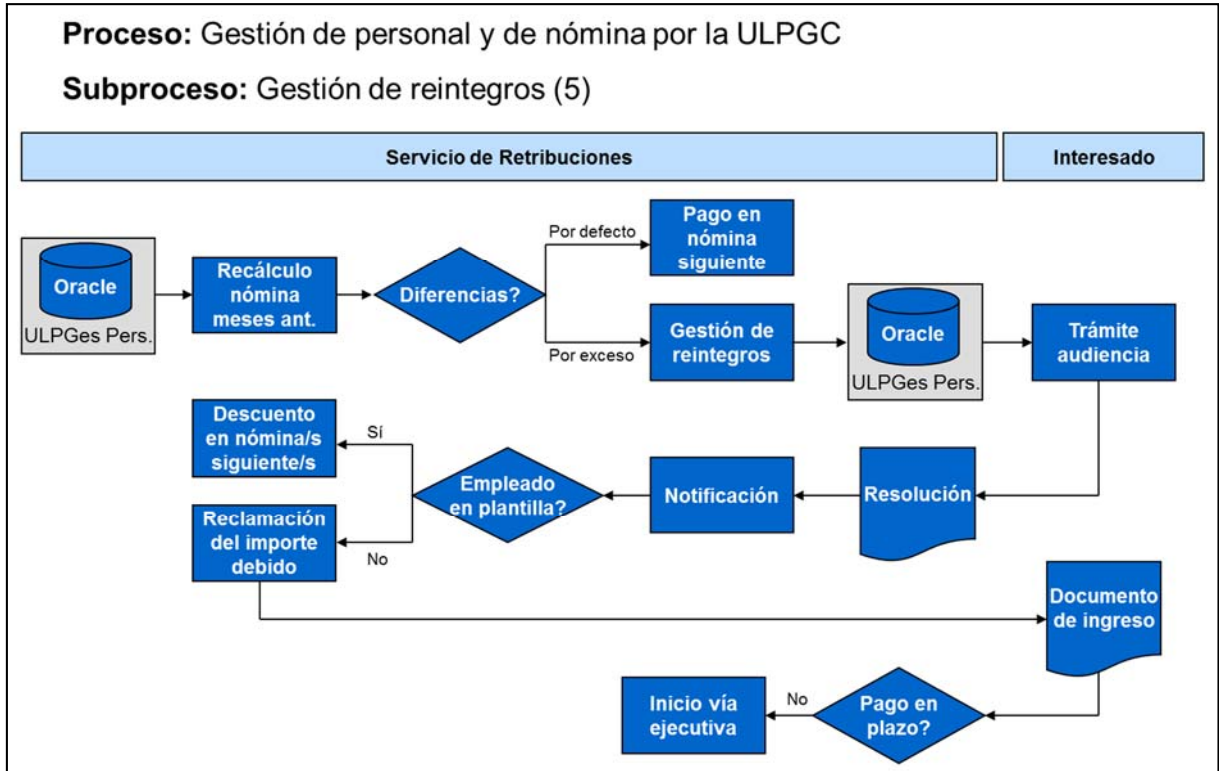 Proceso: Gestión de personal y de nómina por la ULPGC
Subproceso: Gestión de reintegros (5)
Servicio de Retribuciones
Interesado
Oracle
ULPGes Pers.
Recálculo
nómina
meses ant.
Diferencias?
Por defecto
Pago en
nómina
siguiente
Por exceso
Gestión de
reintegros
Oracle
ULPGes Pers.
Trámite
audiencia
Resolución
Notificación
Empleado
en plantilla?
Sí
Descuento
en nómina/s
siguiente/s
No
Reclamación
del importe
debido
Documento
de ingreso
Pago en
plazo?
No
Inicio vía
ejecutiva